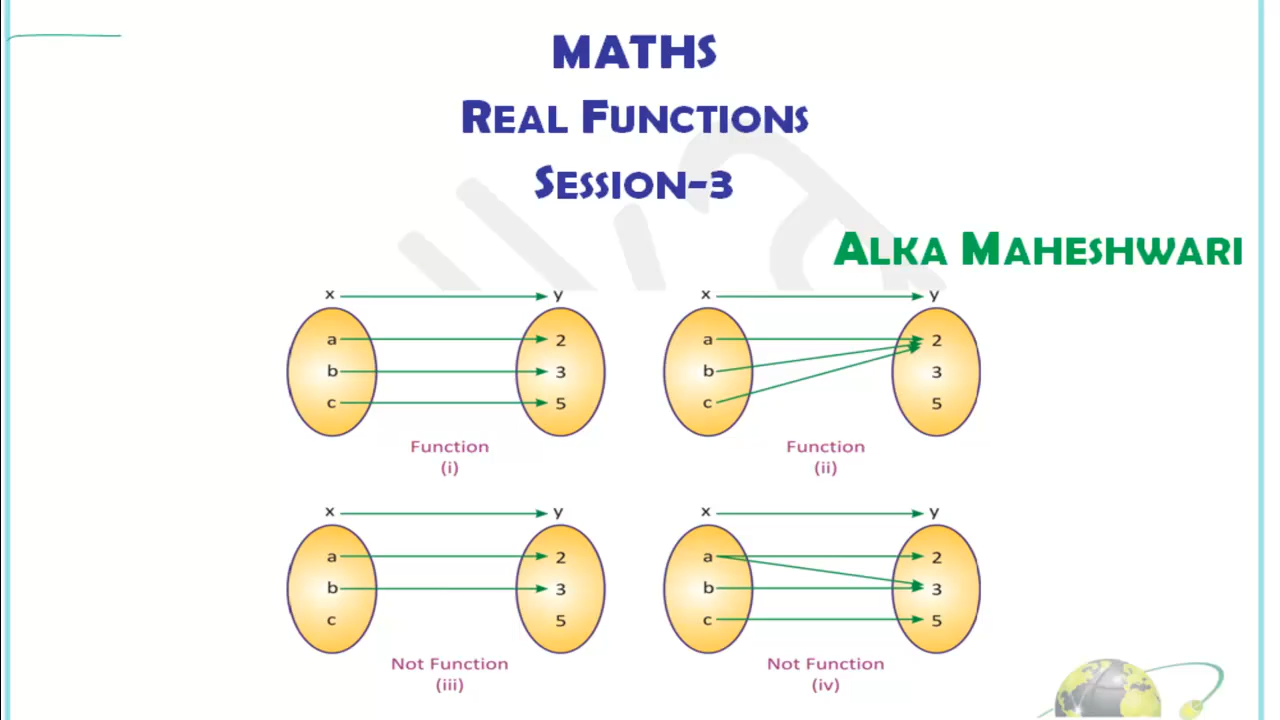 MATHS
REAL FUNCTIONS
SESSION-3
ALKA MAHESHWARI
x y x y
a 2 a 2
b 3 b 3
c 5 c 5
Function Function
(i) (ii)
x y x y
a 2 a 2
b 3 b 3
c 5 c 5
Not Function Not Function
(iii) (iv)